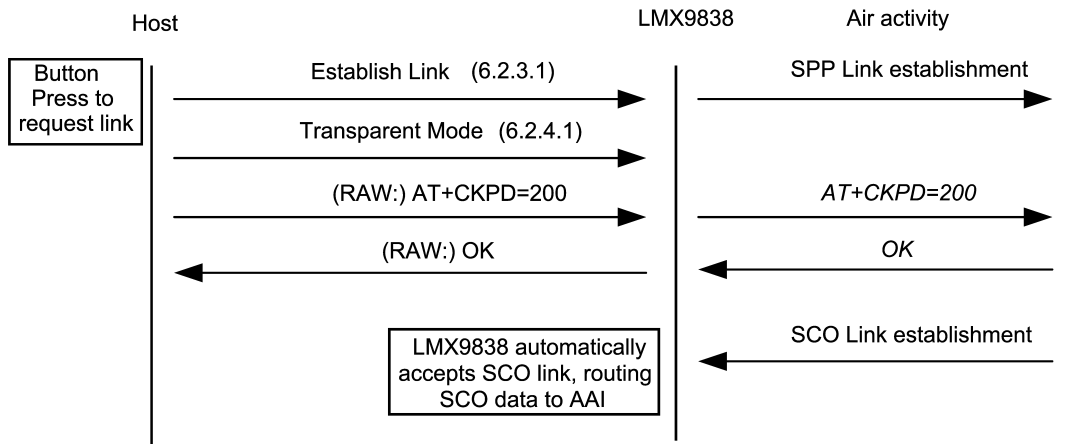 Host
LMX9838
Air activity
Button
Press to
request link
Establish Link (6.2.3.1)
SPP Link establishment
Transparent Mode (6.2.4.1)
(RAW:) AT+CKPD=200
AT+CKPD=200
(RAW:) OK
OK
SCO Link establishment
LMX9838 automatically
accepts SCO link, routing
SCO data to AAI